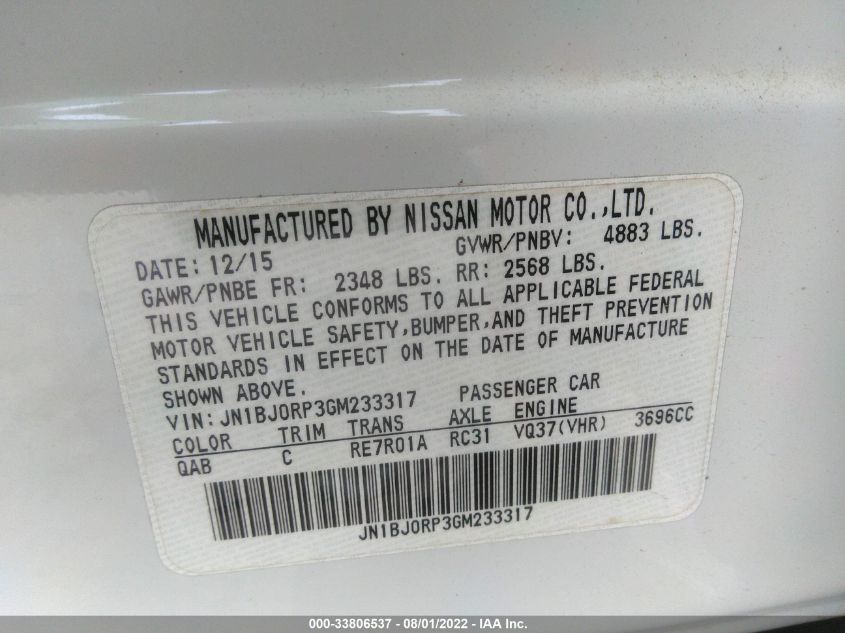 MANUFACTURED BY NISSAN MOTOR CO.,LTD.
DATE: 12/15 GVWR/PNBV: 4883 LBS.
GAWR/PNBE FR: 2348 LBS. RR: 2568 LBS.
THIS VEHICLE CONFORMS TO ALL APPLICABLE FEDERAL
MOTOR VEHICLE SAFETY,BUMPER,AND THEFT PREVENTION
STANDARDS IN EFFECT ON THE DATE OF MANUFACTURE
SHOWN ABOVE.
VIN: JN1BJ0RP3GM233317 PASSENGER CAR
COLOR TRIM TRANS AXLE ENGINE
QAB C RE7R01A RC31 VQ37(VHR) 3696CC
JN1BJ0RP3GM233317
000-33806537 - 08/01/2022 - IAA Inc.